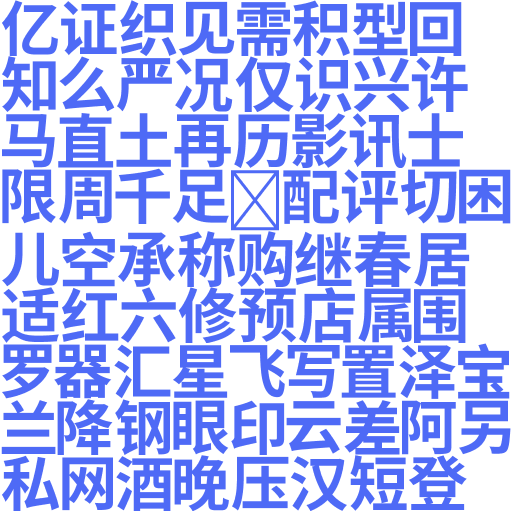 亿证织见需积型回
知么严况仅识兴许
马直土再历影讯士
限周千足配评切困
儿空承称购继春居
适红六修预店属围
罗器汇星飞写置泽宝
兰降钢眼印云差阿另
私网酒晚压汉短登